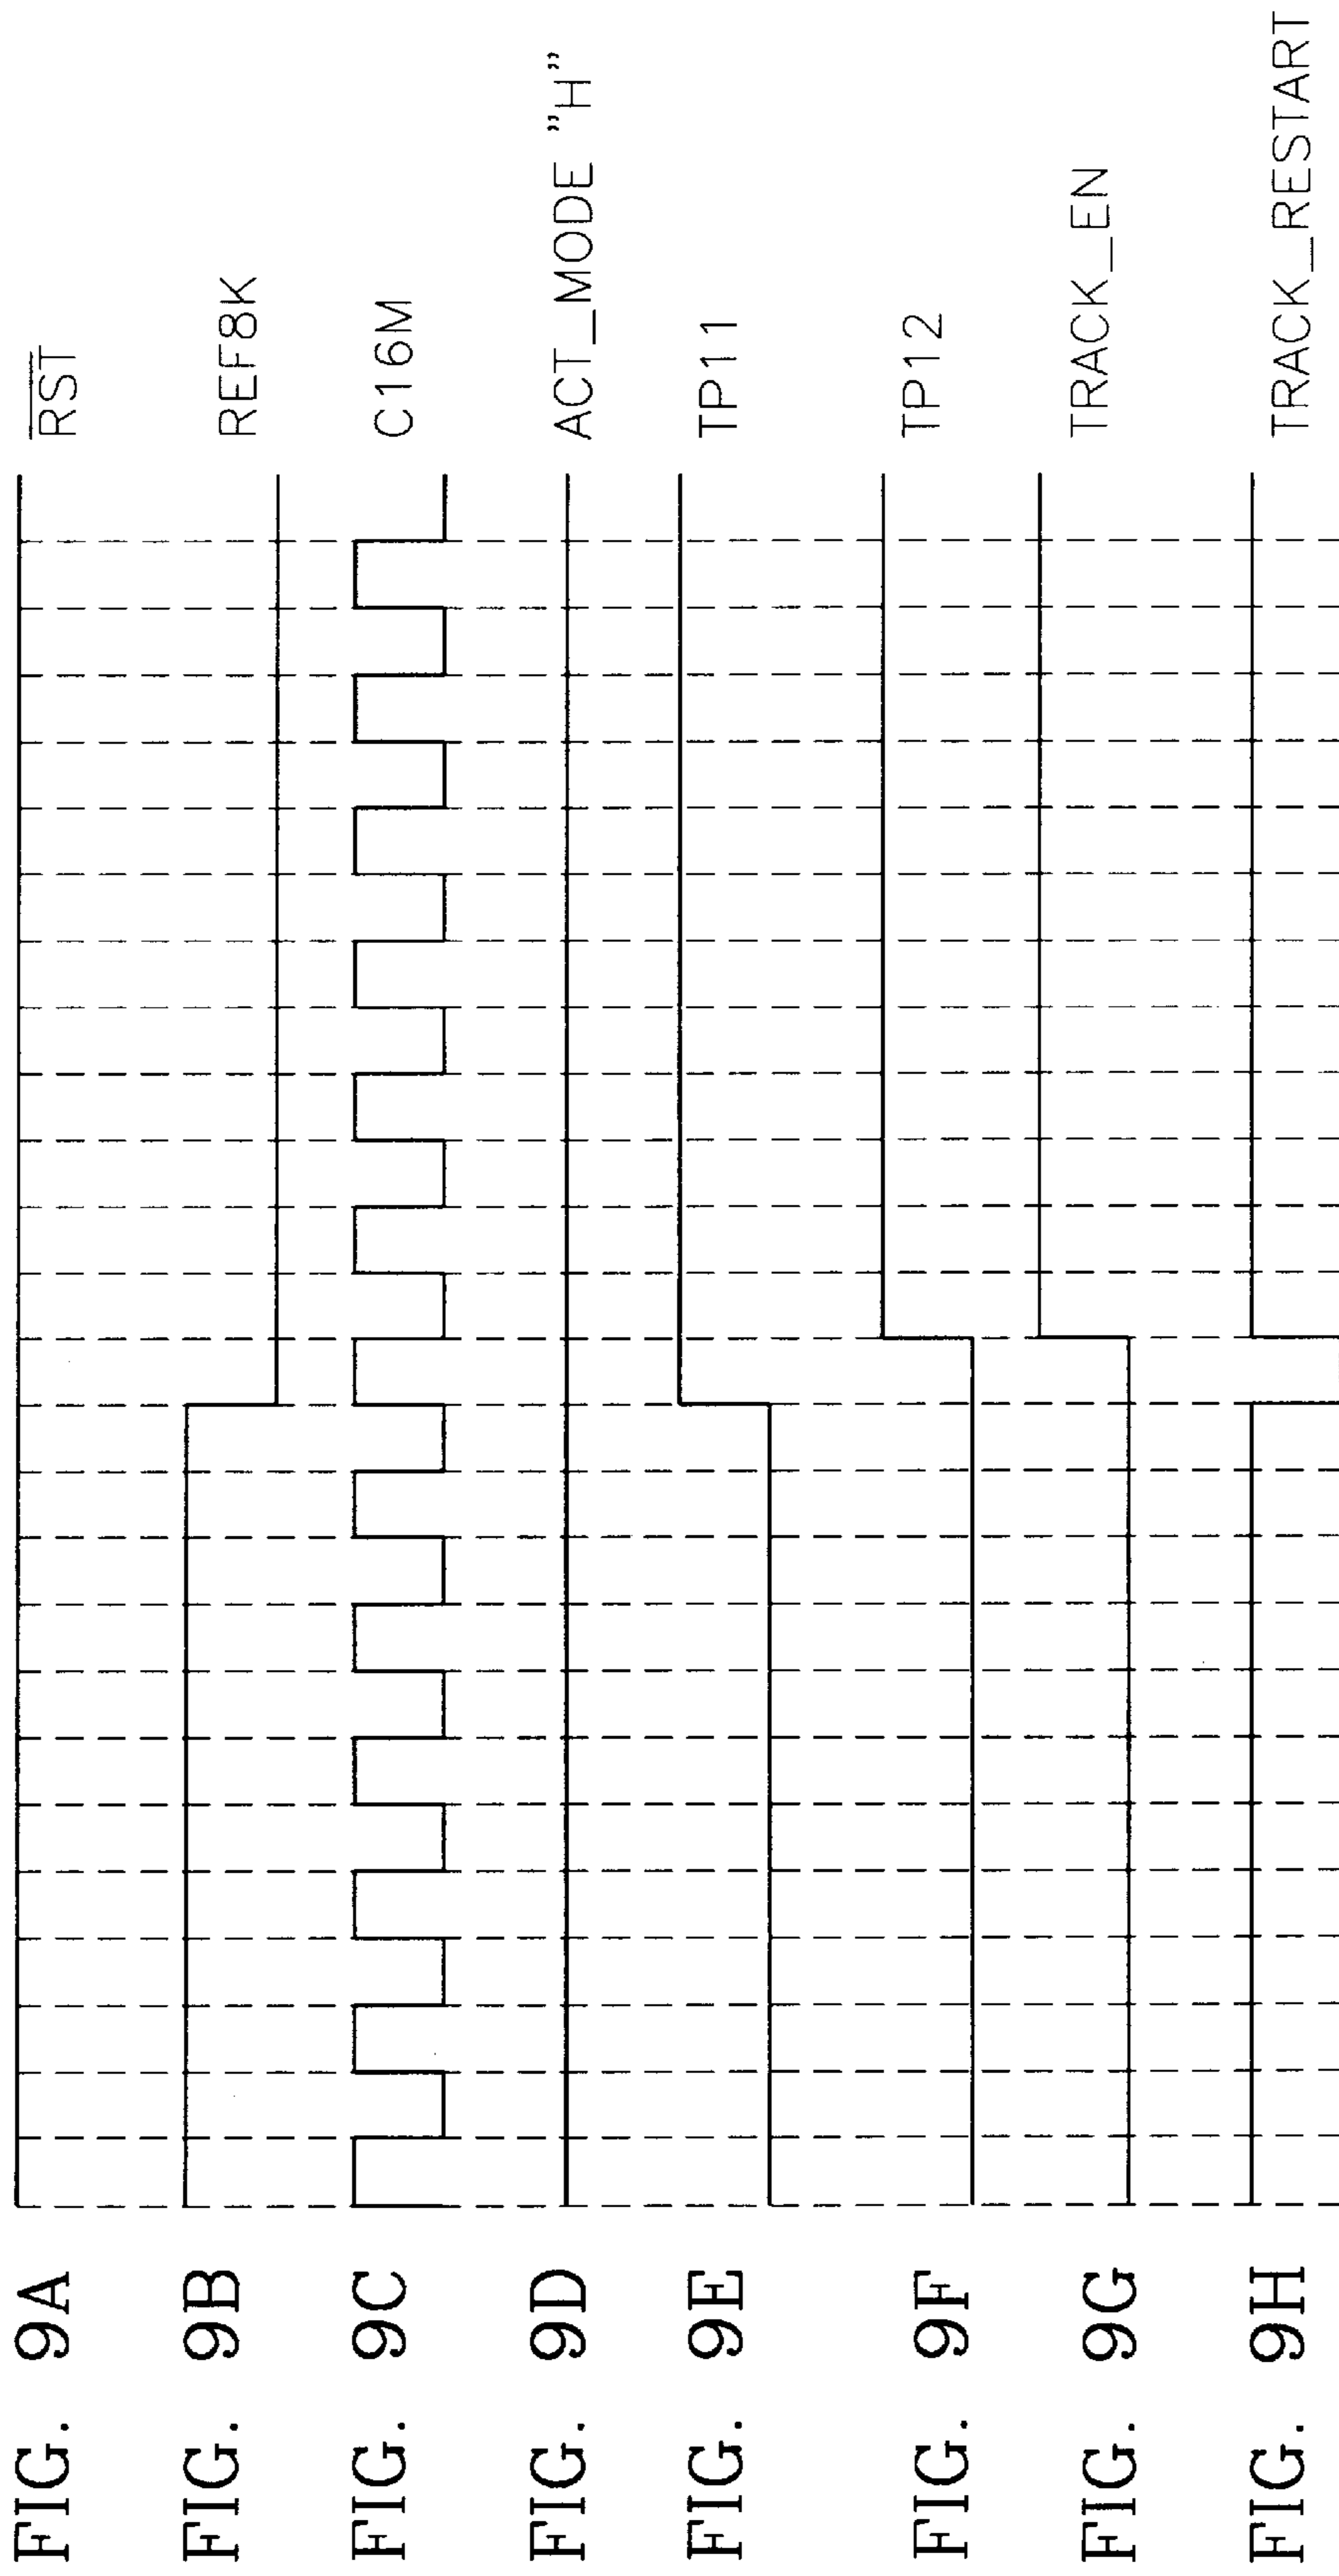 FIG. 9A R̅S̅T̅
FIG. 9B REF8K
FIG. 9C C16M
FIG. 9D ACT_MODE "H"
FIG. 9E TP11
FIG. 9F TP12
FIG. 9G TRACK_EN
FIG. 9H TRACK_RESTART